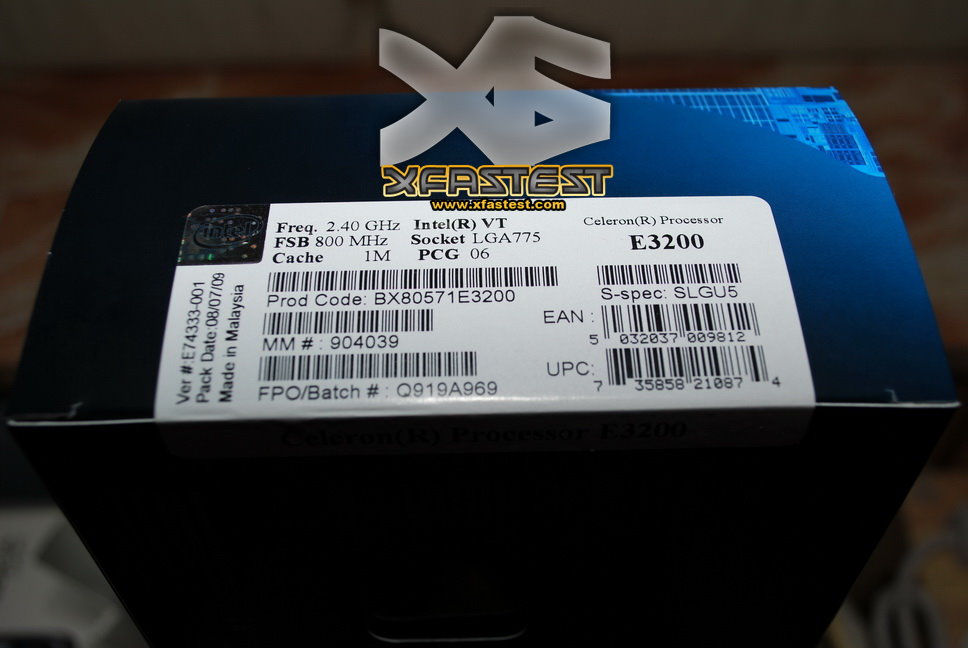 XF
XFASTEST
www.xfastest.com
intel
Freq. 2.40 GHz Intel(R) VT
FSB 800 MHz Socket LGA775
Cache 1M PCG 06
Celeron(R) Processor
E3200
Prod Code: BX80571E3200
MM # : 904039
FPO/Batch # : Q919A969
S-spec: SLGU5
EAN :
5 032037 009812
UPC:
7 35858 21087 4
Ver #:E74333-001
Pack Date:08/07/09
Made in Malaysia
Celeron(R) Processor E3200